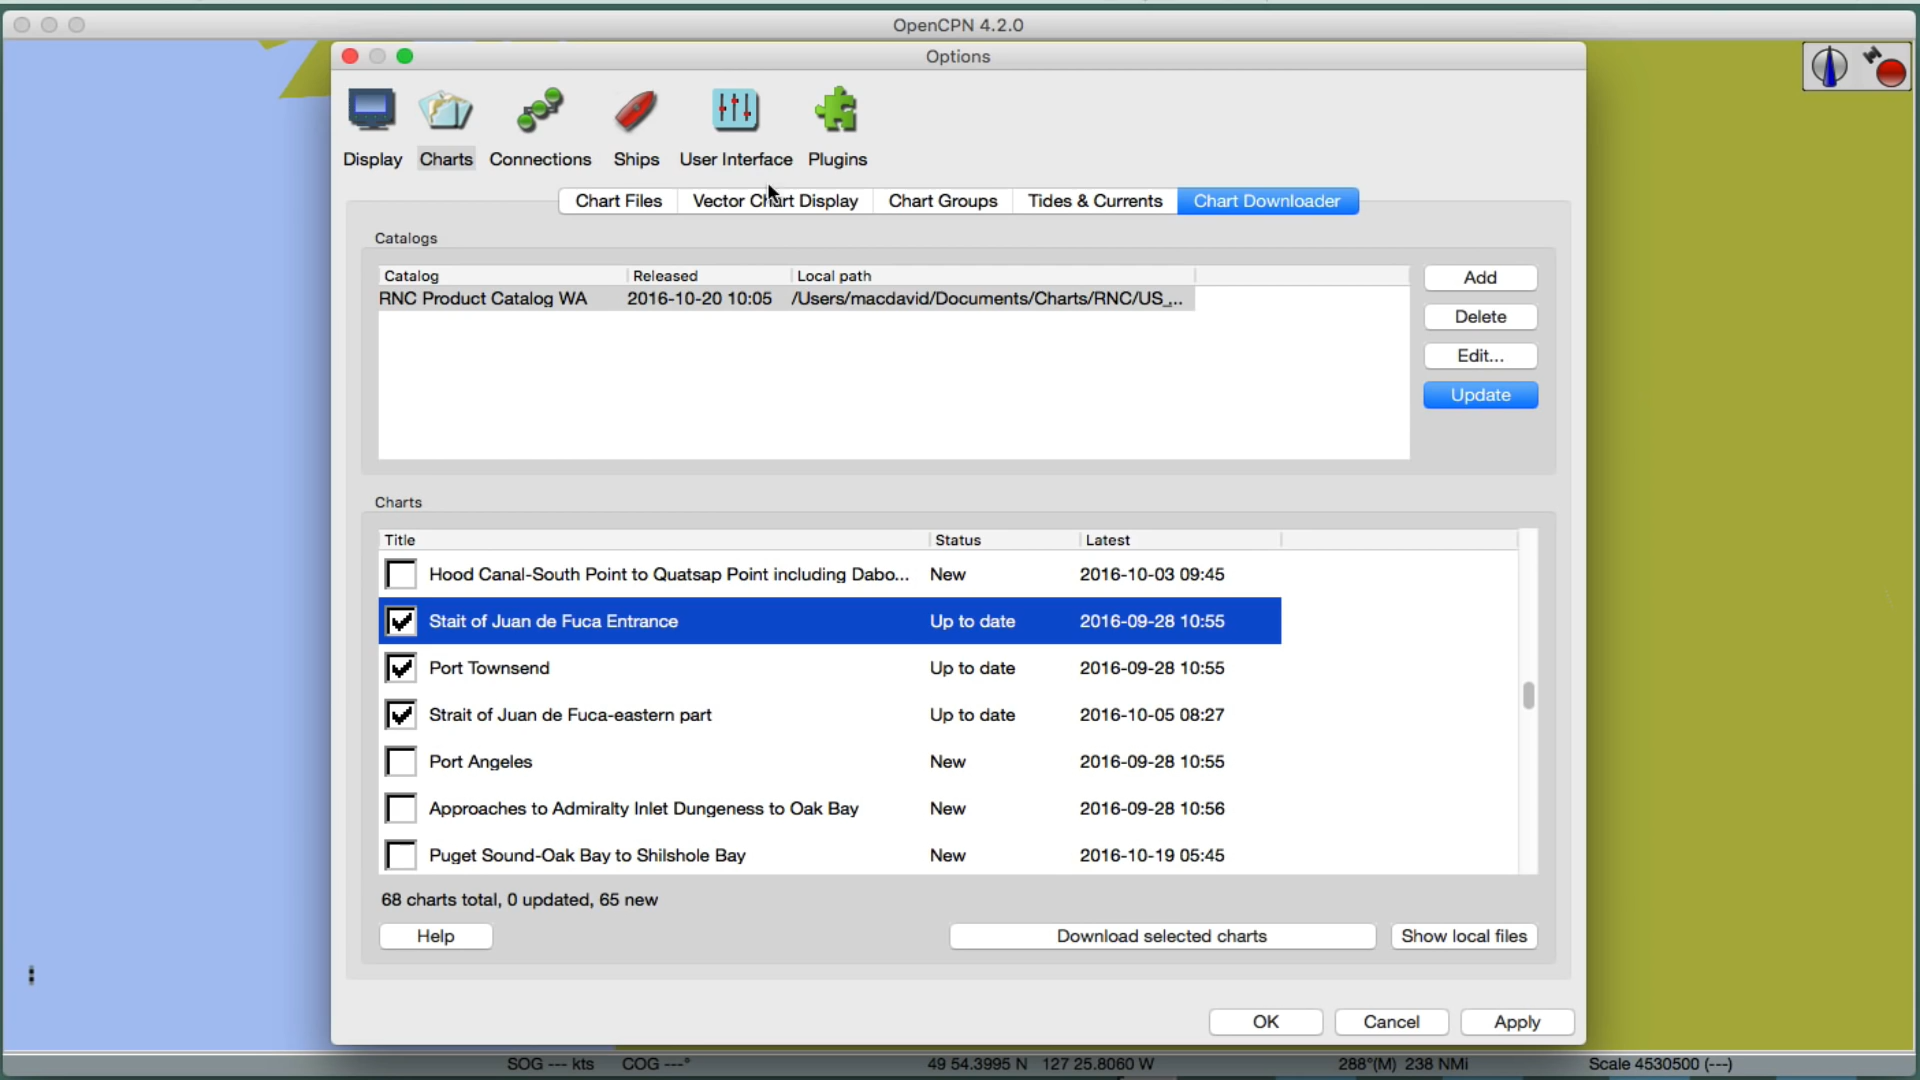 OpenCPN 4.2.0
Options
Display Charts Connections Ships User Interface Plugins
Chart Files Vector Chart Display Chart Groups Tides & Currents Chart Downloader
Catalogs
Catalog Released Local path
RNC Product Catalog WA 2016-10-20 10:05 /Users/macdavid/Documents/Charts/RNC/US_...
Add
Delete
Edit...
Update
Charts
Title Status Latest
Hood Canal-South Point to Quatsap Point including Dabo... New 2016-10-03 09:45
Stait of Juan de Fuca Entrance Up to date 2016-09-28 10:55
Port Townsend Up to date 2016-09-28 10:55
Strait of Juan de Fuca-eastern part Up to date 2016-10-05 08:27
Port Angeles New 2016-09-28 10:55
Approaches to Admiralty Inlet Dungeness to Oak Bay New 2016-09-28 10:56
Puget Sound-Oak Bay to Shilshole Bay New 2016-10-19 05:45
68 charts total, 0 updated, 65 new
Help Download selected charts Show local files
OK Cancel Apply
SOG --- kts COG ---° 49 54.3995 N 127 25.8060 W 288°(M) 238 NMi Scale 4530500 (---)